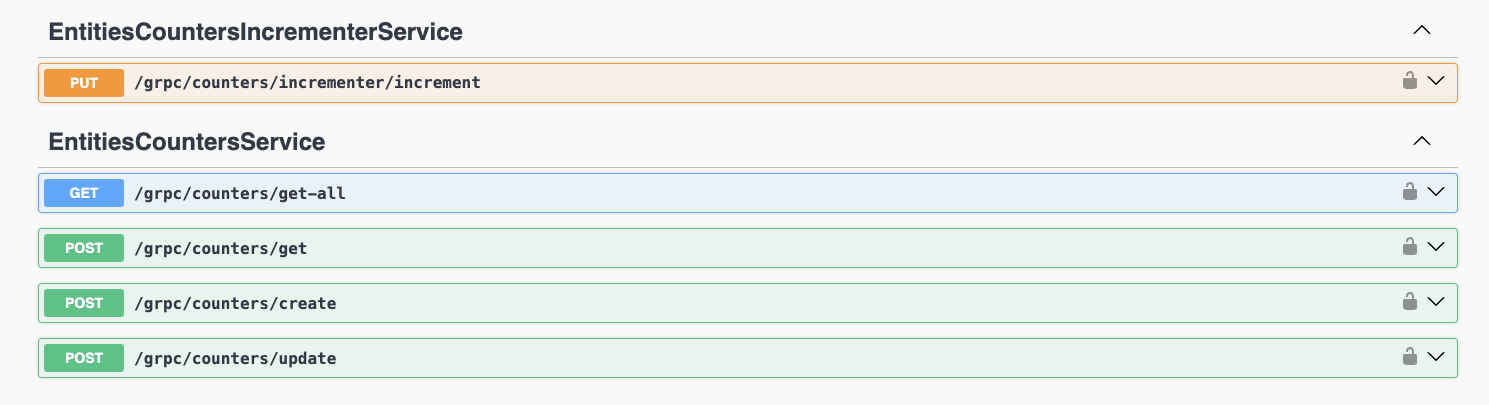 EntitiesCountersIncrementerService
PUT /grpc/counters/incrementer/increment
EntitiesCountersService
GET /grpc/counters/get-all
POST /grpc/counters/get
POST /grpc/counters/create
POST /grpc/counters/update